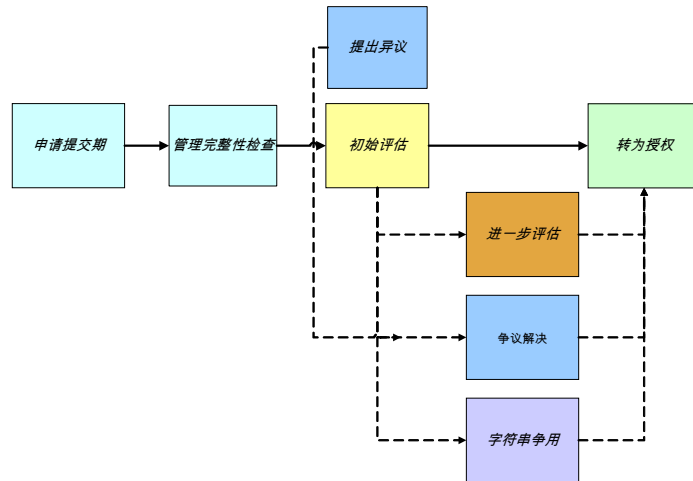 提出异议
申请提交期
管理完整性检查
初始评估
转为授权
进一步评估
争议解决
字符串争用